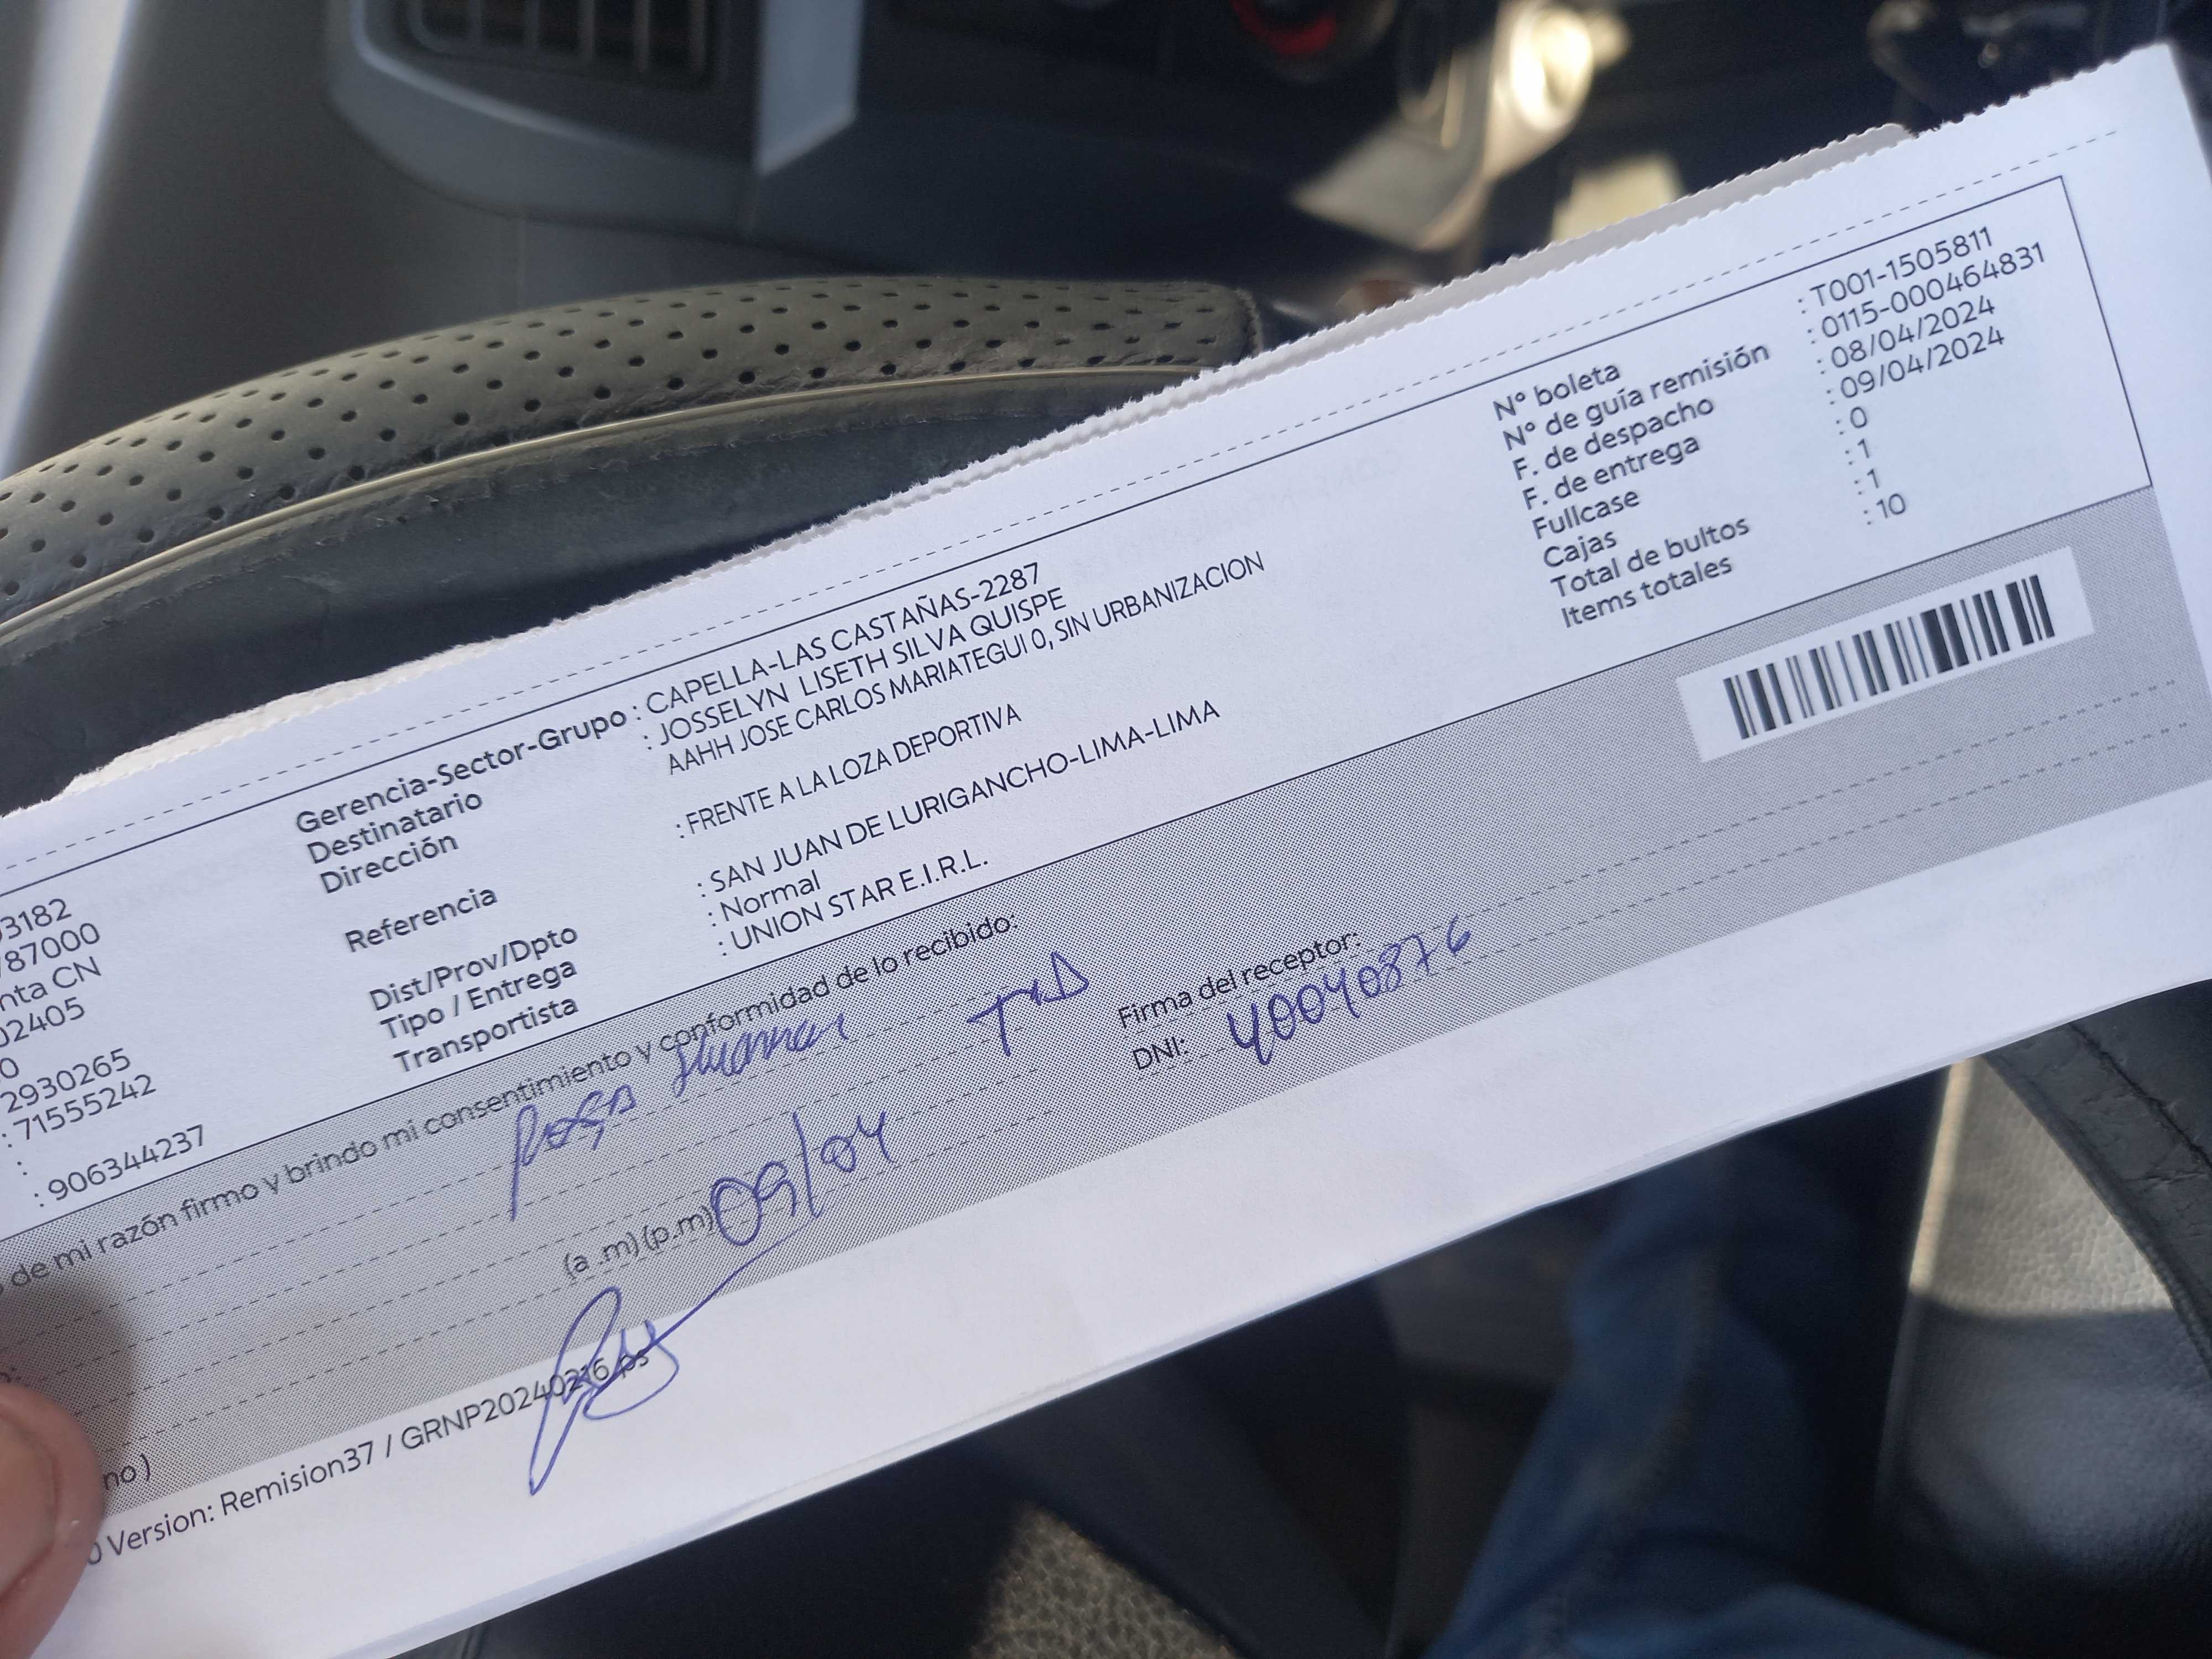 Gerencia-Sector-Grupo : CAPELLA-LAS CASTAÑAS-2287
Destinatario : JOSSELYN LISETH SILVA QUISPE
Dirección AAHH JOSE CARLOS MARIATEGUI 0, SIN URBANIZACION
Referencia : FRENTE A LA LOZA DEPORTIVA
Dist/Prov/Dpto : SAN JUAN DE LURIGANCHO-LIMA-LIMA
Tipo / Entrega : Normal
Transportista : UNION STAR E.I.R.L.
N° boleta : T001-1505811
N° de guía remisión : 0115-000464831
F. de despacho : 08/04/2024
F. de entrega : 09/04/2024
Fullcase : 0
Cajas : 1
Total de bultos : 1
Items totales : 10
3182
87000
nta CN
02405
0
2930265
: 71555242
:
: 906344237
de mi razón firmo y brindo mi consentimiento y conformidad de lo recibido:
Rosa
(a .m) (p.m) 09/04
Firma del receptor:
DNI: 40040876
no )
Version: Remision37 / GRNP20240216.ps